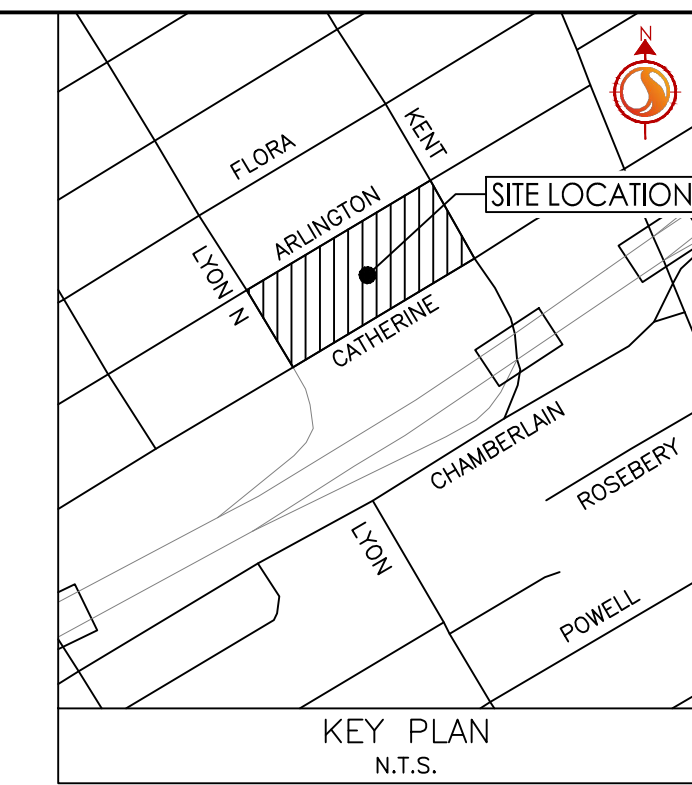 N
FLORA
KENT
SITE LOCATION
ARLINGTON
LYON N
CATHERINE
CHAMBERLAIN
ROSEBERY
LYON
POWELL
KEY PLAN
N.T.S.